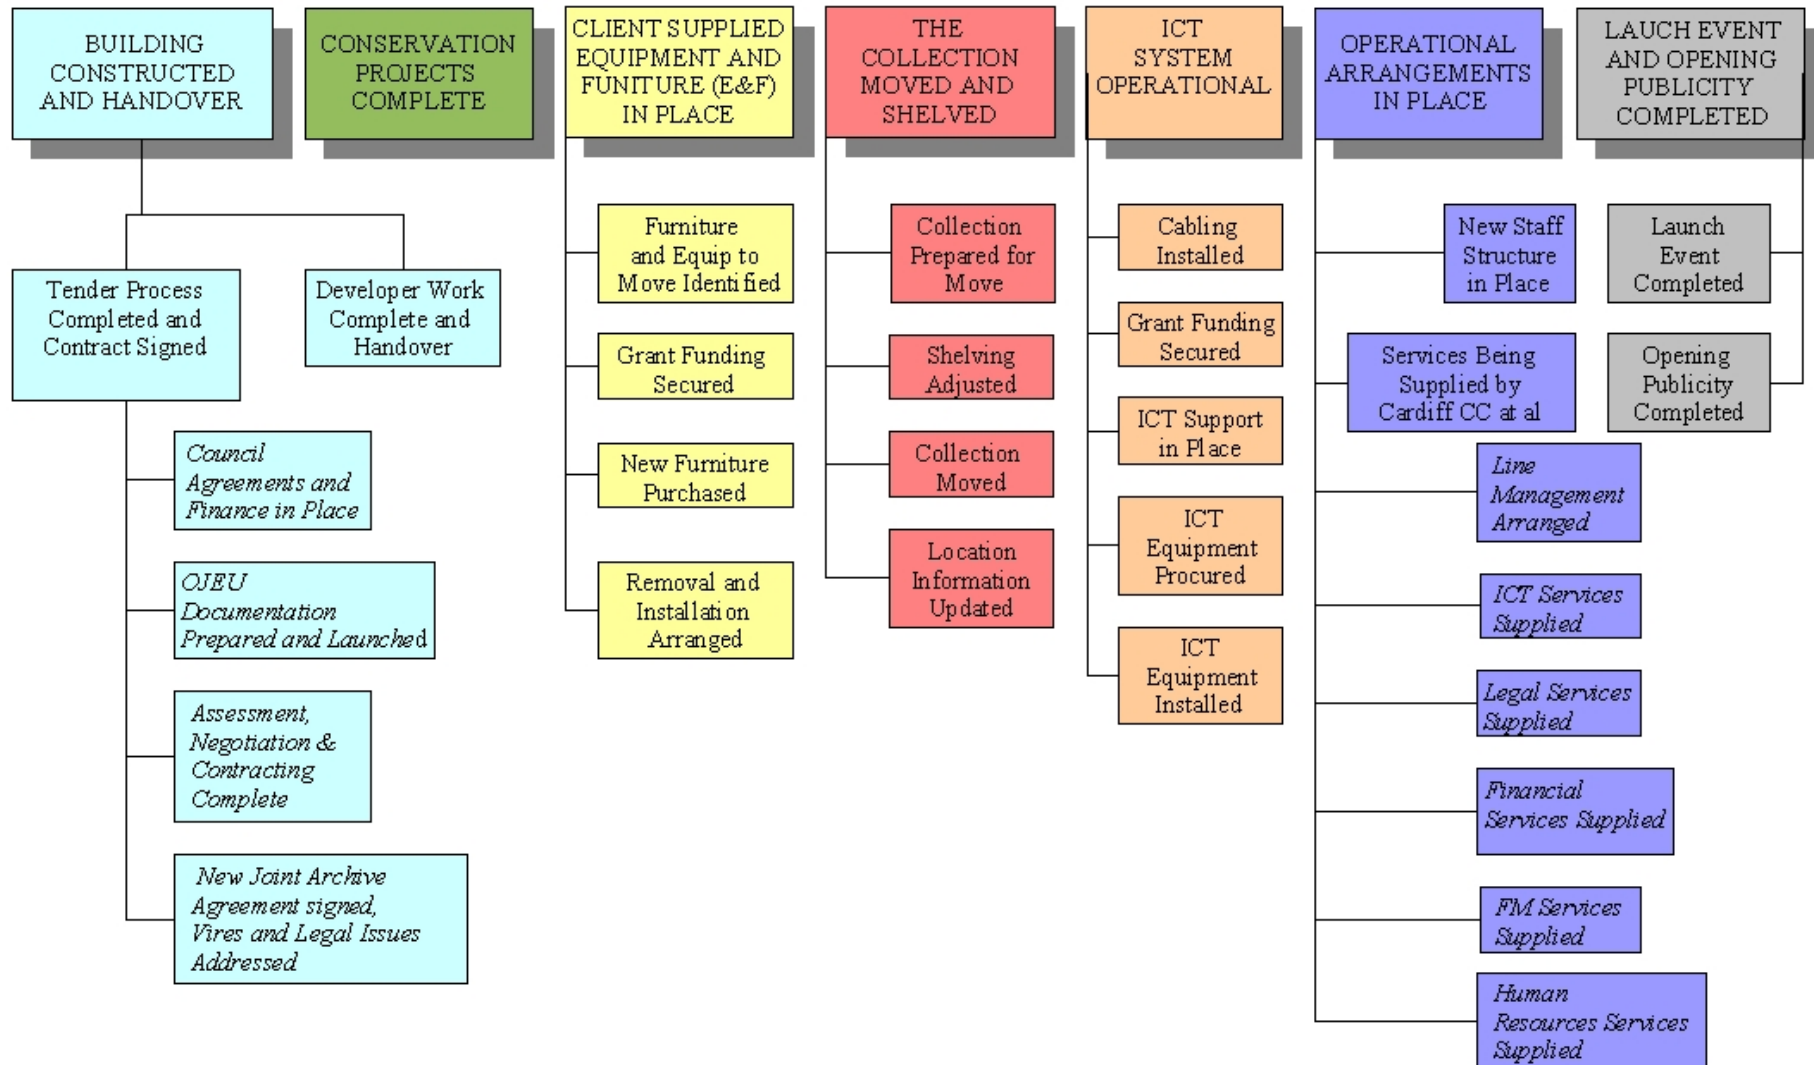 BUILDING
CONSTRUCTED
AND HANDOVER
CONSERVATION
PROJECTS
COMPLETE
CLIENT SUPPLIED
EQUIPMENT AND
FUNITURE (E&F)
IN PLACE
THE
COLLECTION
MOVED AND
SHELVED
ICT
SYSTEM
OPERATIONAL
OPERATIONAL
ARRANGEMENTS
IN PLACE
LAUCH EVENT
AND OPENING
PUBLICITY
COMPLETED
Tender Process
Completed and
Contract Signed
Developer Work
Complete and
Handover
Council
Agreements and
Finance in Place
OJEU
Documentation
Prepared and Launched
Assessment,
Negotiation &
Contracting
Complete
New Joint Archive
Agreement signed,
Vires and Legal Issues
Addressed
Furniture
and Equip to
Move Identified
Grant Funding
Secured
New Furniture
Purchased
Removal and
Installation
Arranged
Collection
Prepared for
Move
Shelving
Adjusted
Collection
Moved
Location
Information
Updated
Cabling
Installed
Grant Funding
Secured
ICT Support
in Place
ICT
Equipment
Procured
ICT
Equipment
Installed
New Staff
Structure
in Place
Services Being
Supplied by
Cardiff CC at al
Line
Management
Arranged
ICT Services
Supplied
Legal Services
Supplied
Financial
Services Supplied
FM Services
Supplied
Human
Resources Services
Supplied
Launch
Event
Completed
Opening
Publicity
Completed